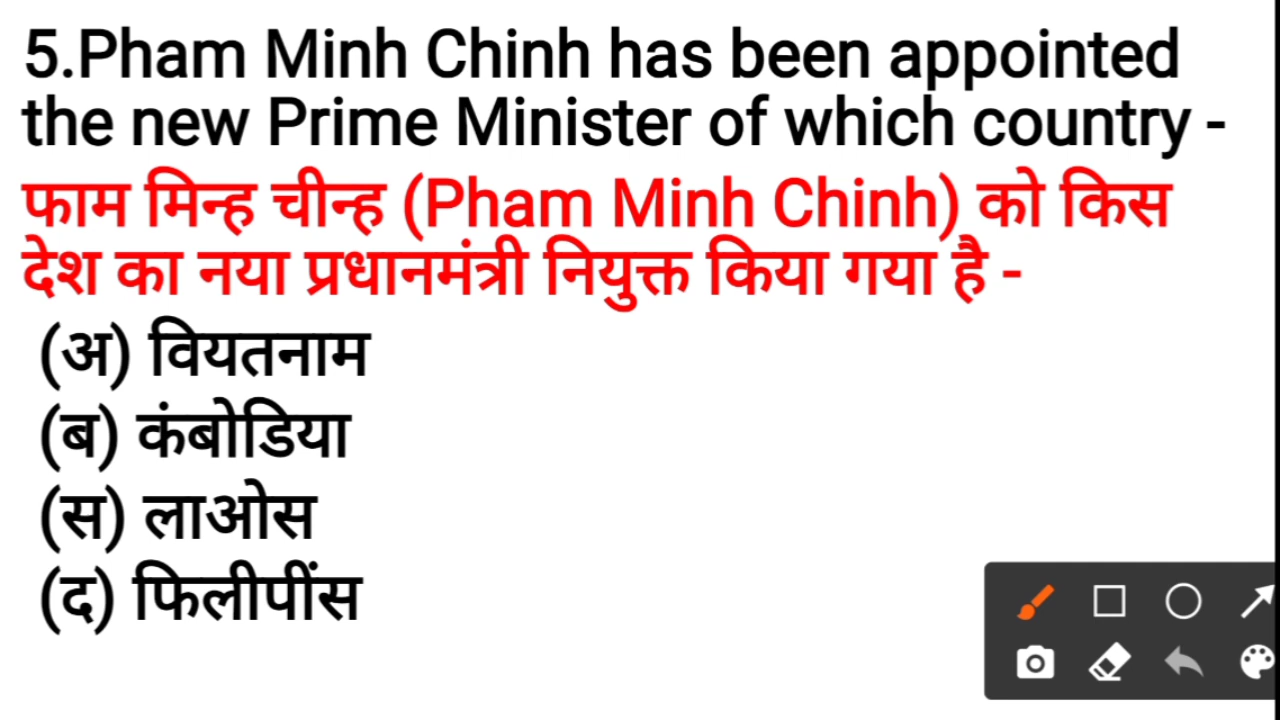 5.Pham Minh Chinh has been appointed
the new Prime Minister of which country -
फाम मिन्ह चीन्ह (Pham Minh Chinh) को किस
देश का नया प्रधानमंत्री नियुक्त किया गया है -
(अ) वियतनाम
(ब) कंबोडिया
(स) लाओस
(द) फिलीपींस